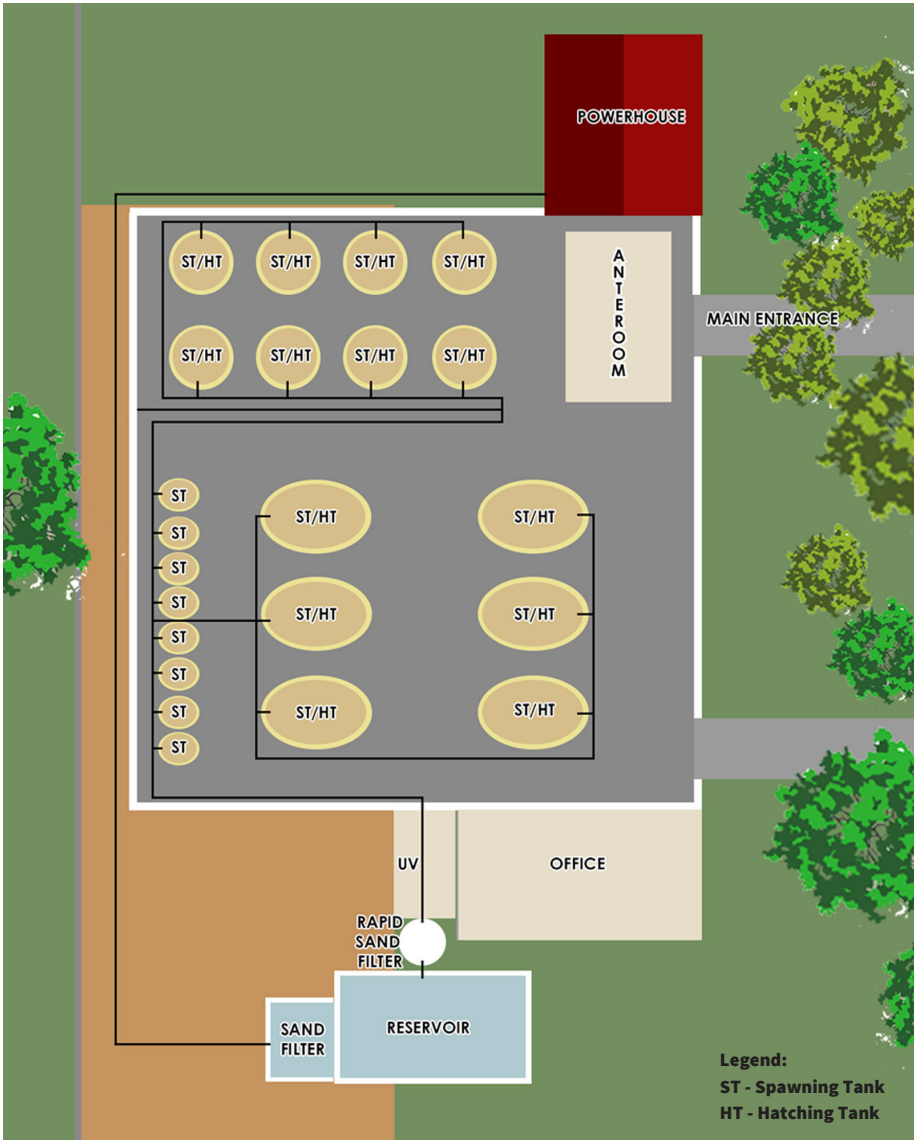 POWERHOUSE
ST/HT
ST/HT
ST/HT
ST/HT
ANTEROOM
MAIN ENTRANCE
ST/HT
ST/HT
ST/HT
ST/HT
ST
ST
ST
ST
ST
ST
ST
ST
ST/HT
ST/HT
ST/HT
ST/HT
ST/HT
ST/HT
UV
OFFICE
RAPID
SAND
FILTER
SAND
FILTER
RESERVOIR
Legend:
ST - Spawning Tank
HT - Hatching Tank